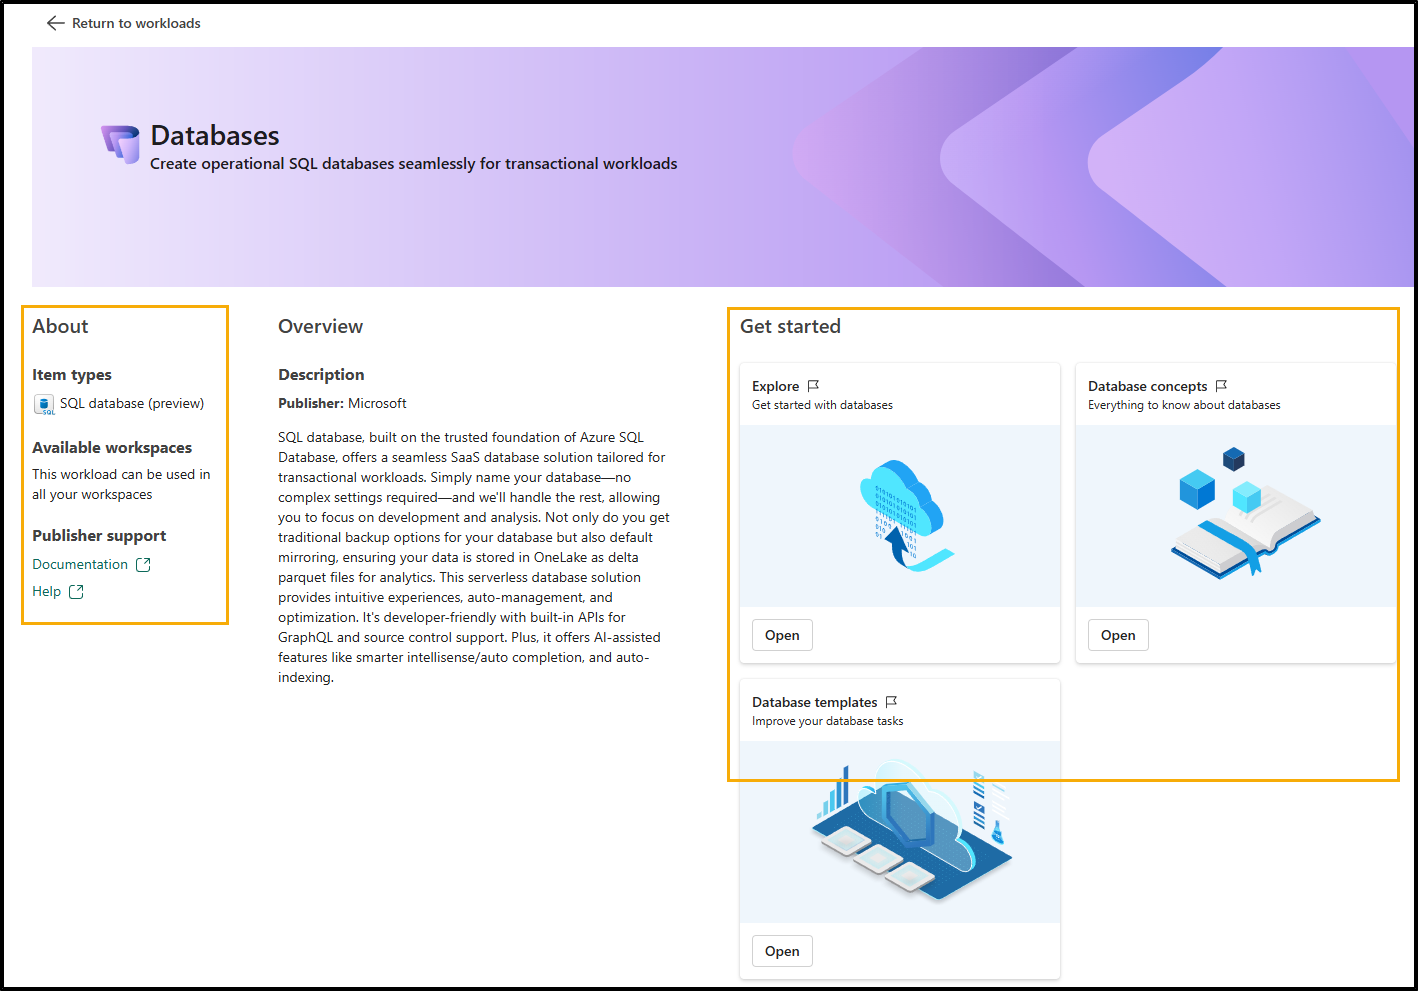 Return to workloads
Databases
Create operational SQL databases seamlessly for transactional workloads
About
Item types
SQL database (preview)
Available workspaces
This workload can be used in
all your workspaces
Publisher support
Documentation
Help
Overview
Description
Publisher: Microsoft
SQL database, built on the trusted foundation of Azure SQL
Database, offers a seamless SaaS database solution tailored for
transactional workloads. Simply name your database—no
complex settings required—and we'll handle the rest, allowing
you to focus on development and analysis. Not only do you get
traditional backup options for your database but also default
mirroring, ensuring your data is stored in OneLake as delta
parquet files for analytics. This serverless database solution
provides intuitive experiences, auto-management, and
optimization. It's developer-friendly with built-in APIs for
GraphQL and source control support. Plus, it offers AI-assisted
features like smarter intellisense/auto completion, and auto-
indexing.
Get started
Explore
Get started with databases
Open
Database concepts
Everything to know about databases
Open
Database templates
Improve your database tasks
Open